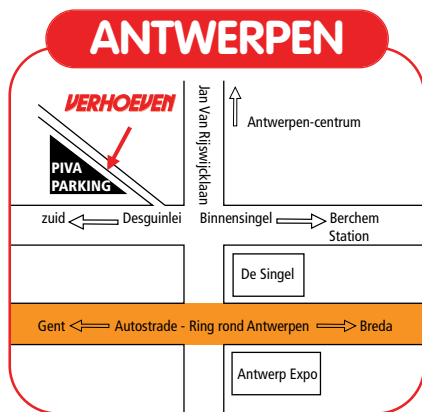 ANTWERPEN
VERHOEVEN
Jan Van Rijswijcklaan
Antwerpen-centrum
PIVA
PARKING
zuid Desguinlei Binnensingel Berchem
Station
De Singel
Gent Autostrade - Ring rond Antwerpen Breda
Antwerp Expo